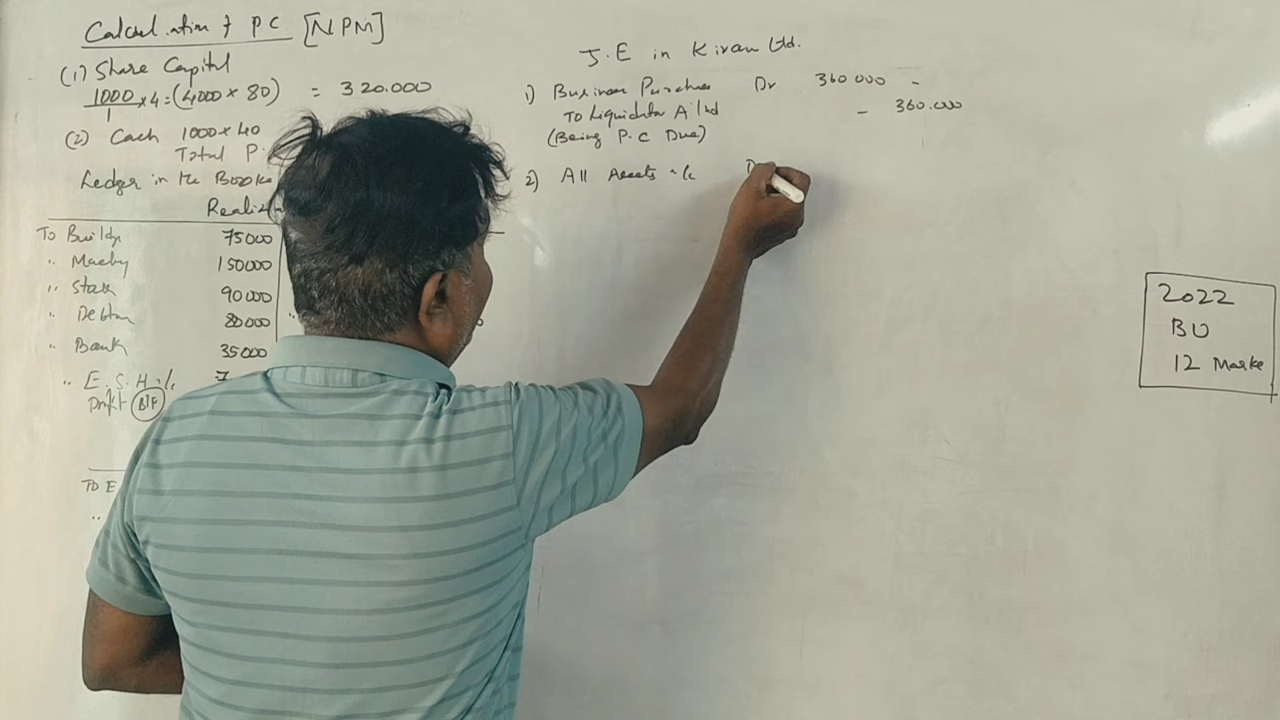 Calculation of PC [NPM]
(1) Share Capital
1000/1 × 4 = (4000 × 80) = 320.000
(2) Cash 1000 × 40
Total P.
Ledger in the Books
Realis
To Buildg 75000
" Machy 150000
" Stock 90000
" Debtor 80000
" Bank 35000
" E.S.H a/c 7
Profit (B/F)
To E
"
J.E in Kiran Ltd.
1) Business Purchase Dr 360 000 -
To Liquidator A Ltd - 360.000
(Being P.C Due)
2) All Assets a/c D
2022
BU
12 Marks